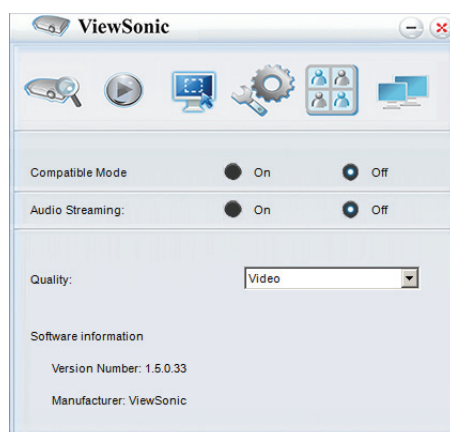 ViewSonic
Compatible Mode On Off
Audio Streaming: On Off
Quality: Video
Software information
Version Number: 1.5.0.33
Manufacturer: ViewSonic